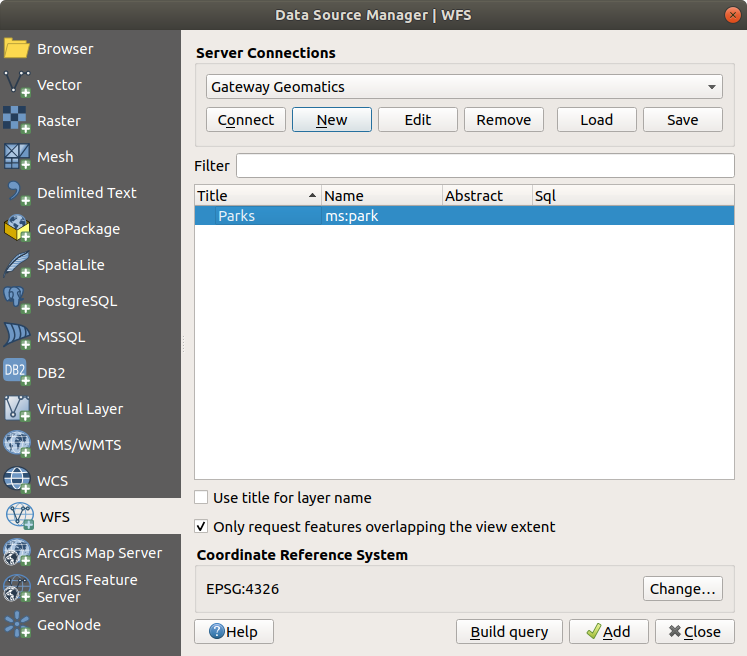 Data Source Manager | WFS
Browser
Vector
Raster
Mesh
Delimited Text
GeoPackage
SpatiaLite
PostgreSQL
MSSQL
DB2
DB2
Virtual Layer
WMS/WMTS
WCS
WFS
ArcGIS Map Server
ArcGIS Feature
Server
GeoNode
Server Connections
Gateway Geomatics
Connect New Edit Remove Load Save
Filter
Title Name Abstract Sql
Parks ms:park
Use title for layer name
Only request features overlapping the view extent
Coordinate Reference System
EPSG:4326 Change...
Help Build query Add Close